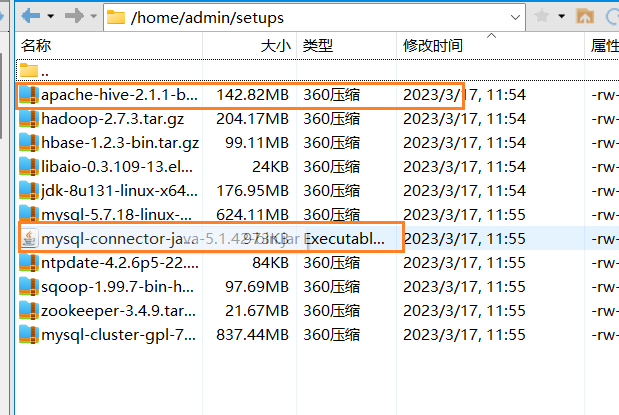 /home/admin/setups
名称 大小 类型 修改时间 属性
..
apache-hive-2.1.1-b... 142.82MB 360压缩 2023/3/17, 11:54 -rw-
hadoop-2.7.3.tar.gz 204.17MB 360压缩 2023/3/17, 11:54 -rw-
hbase-1.2.3-bin.tar.gz 99.11MB 360压缩 2023/3/17, 11:54 -rw-
libaio-0.3.109-13.el... 24KB 360压缩 2023/3/17, 11:54 -rw-
jdk-8u131-linux-x64... 176.95MB 360压缩 2023/3/17, 11:54 -rw-
mysql-5.7.18-linux-... 624.11MB 360压缩 2023/3/17, 11:55 -rw-
mysql-connector-java-5.1.42-bin.jar 973KB Executabl... 2023/3/17, 11:55 -rw-
ntpdate-4.2.6p5-22.... 84KB 360压缩 2023/3/17, 11:55 -rw-
sqoop-1.99.7-bin-h... 97.69MB 360压缩 2023/3/17, 11:55 -rw-
zookeeper-3.4.9.tar... 21.67MB 360压缩 2023/3/17, 11:55 -rw-
mysql-cluster-gpl-7... 837.44MB 360压缩 2023/3/17, 11:55 -rw-